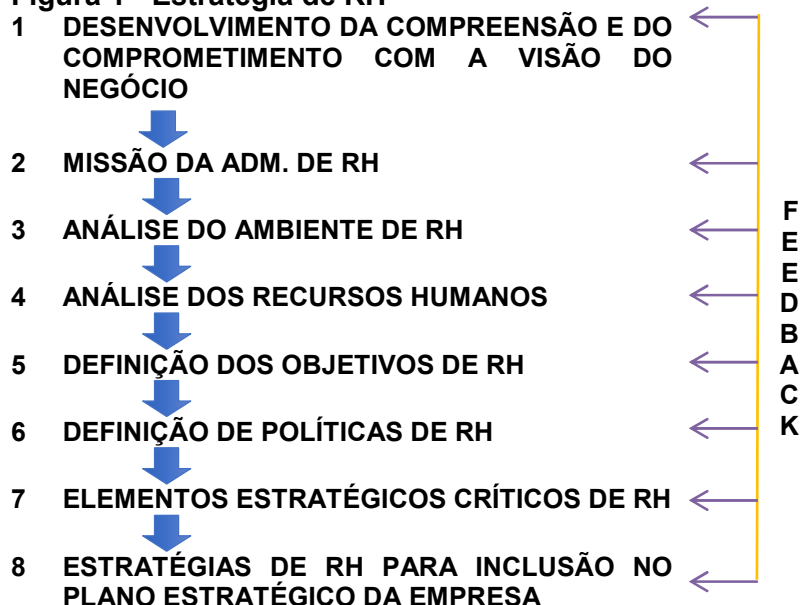 Figura 1 - Estratégia de RH
1 DESENVOLVIMENTO DA COMPREENSÃO E DO
COMPROMETIMENTO COM A VISÃO DO
NEGÓCIO
2 MISSÃO DA ADM. DE RH
3 ANÁLISE DO AMBIENTE DE RH
4 ANÁLISE DOS RECURSOS HUMANOS
5 DEFINIÇÃO DOS OBJETIVOS DE RH
6 DEFINIÇÃO DE POLÍTICAS DE RH
7 ELEMENTOS ESTRATÉGICOS CRÍTICOS DE RH
8 ESTRATÉGIAS DE RH PARA INCLUSÃO NO
PLANO ESTRATÉGICO DA EMPRESA
F
E
E
D
B
A
C
K